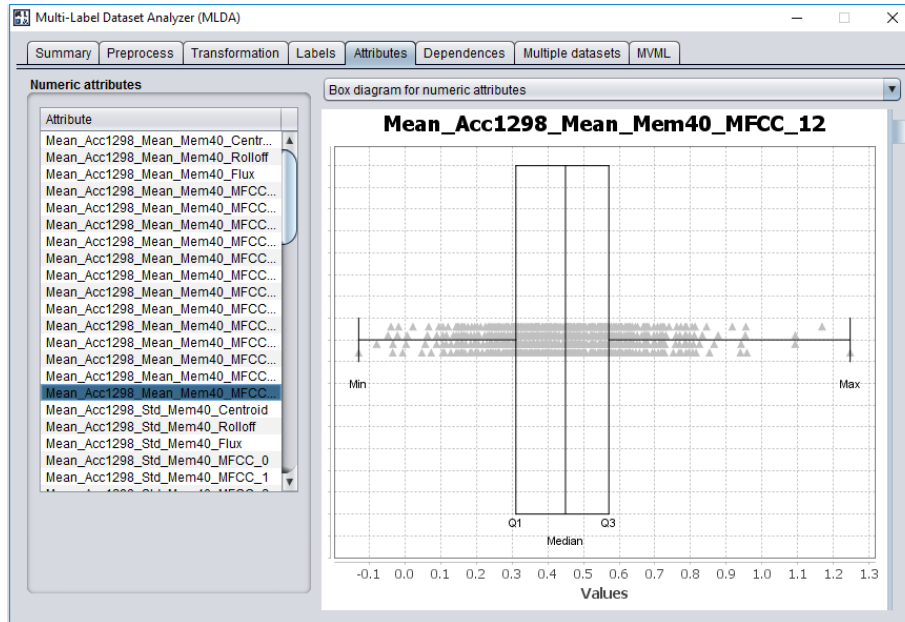 Multi-Label Dataset Analyzer (MLDA)
Summary Preprocess Transformation Labels Attributes Dependences Multiple datasets MVML
Numeric attributes
Box diagram for numeric attributes
Attribute
Mean_Acc1298_Mean_Mem40_Centr...
Mean_Acc1298_Mean_Mem40_Rolloff
Mean_Acc1298_Mean_Mem40_Flux
Mean_Acc1298_Mean_Mem40_MFCC...
Mean_Acc1298_Mean_Mem40_MFCC...
Mean_Acc1298_Mean_Mem40_MFCC...
Mean_Acc1298_Mean_Mem40_MFCC...
Mean_Acc1298_Mean_Mem40_MFCC...
Mean_Acc1298_Mean_Mem40_MFCC...
Mean_Acc1298_Mean_Mem40_MFCC...
Mean_Acc1298_Mean_Mem40_MFCC...
Mean_Acc1298_Mean_Mem40_MFCC...
Mean_Acc1298_Mean_Mem40_MFCC...
Mean_Acc1298_Mean_Mem40_MFCC...
Mean_Acc1298_Mean_Mem40_MFCC...
Mean_Acc1298_Mean_Mem40_MFCC...
Mean_Acc1298_Std_Mem40_Centroid
Mean_Acc1298_Std_Mem40_Rolloff
Mean_Acc1298_Std_Mem40_Flux
Mean_Acc1298_Std_Mem40_MFCC_0
Mean_Acc1298_Std_Mem40_MFCC_1
Mean_Acc1298_Mean_Mem40_MFCC_12
Min
Max
Q1
Q3
Median
-0.1 0.0 0.1 0.2 0.3 0.4 0.5 0.6 0.7 0.8 0.9 1.0 1.1 1.2 1.3
Values